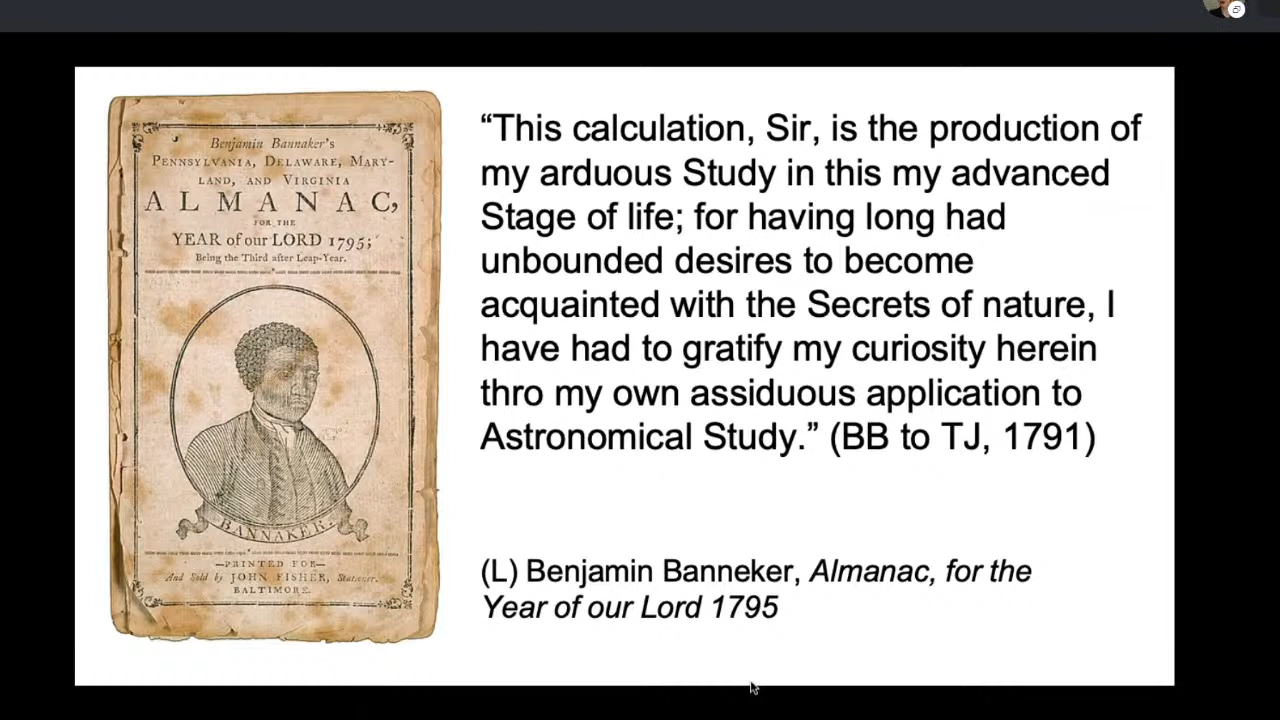 Benjamin Bannaker's
PENNSYLVANIA, DELAWARE, MARY-
LAND, AND VIRGINIA
ALMANAC,
FOR THE
YEAR of our LORD 1795;
Being the Third after Leap-Year.
BANNAKER.
—PRINTED FOR—
And Sold by JOHN FISHER, Stationer.
BALTIMORE.
“This calculation, Sir, is the production of
my arduous Study in this my advanced
Stage of life; for having long had
unbounded desires to become
acquainted with the Secrets of nature, I
have had to gratify my curiosity herein
thro my own assiduous application to
Astronomical Study.” (BB to TJ, 1791)
(L) Benjamin Banneker, Almanac, for the
Year of our Lord 1795